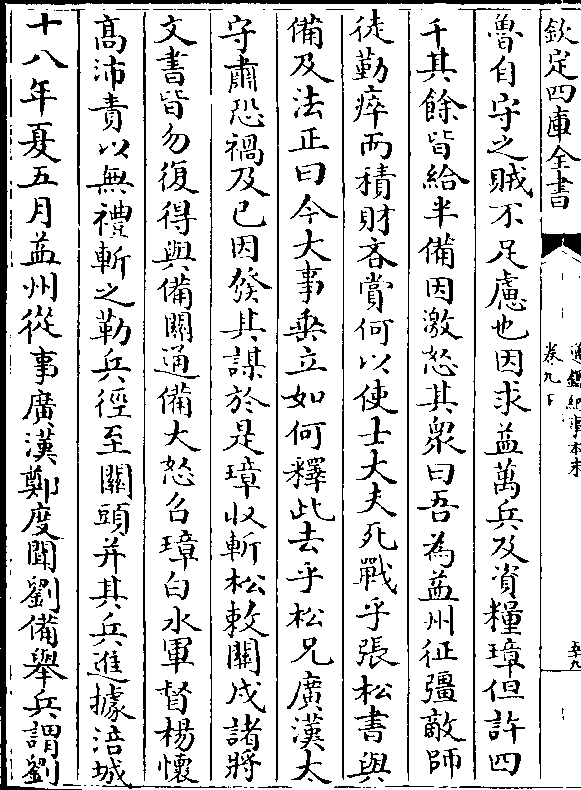 欽定四庫全書
通鑑紀事本末
卷九下
魯自守之賊不足慮也因求益萬兵及資糧璋但許四
千其餘皆給半備因激怒其衆曰吾為益州征彊敵師
徒勤瘁而積財吝賞何以使士大夫死戰乎張松書與
備及法正曰今大事垂立如何釋此去乎松兄廣漢太
守肅恐禍及己因發其謀於是璋收斬松敕關戍諸將
文書皆勿復得與備關通備大怒召璋白水軍督楊懷
髙沛責以無禮斬之勒兵徑至關頭并其兵進據涪城
十八年夏五月益州從事廣漢鄭度聞劉備舉兵謂劉